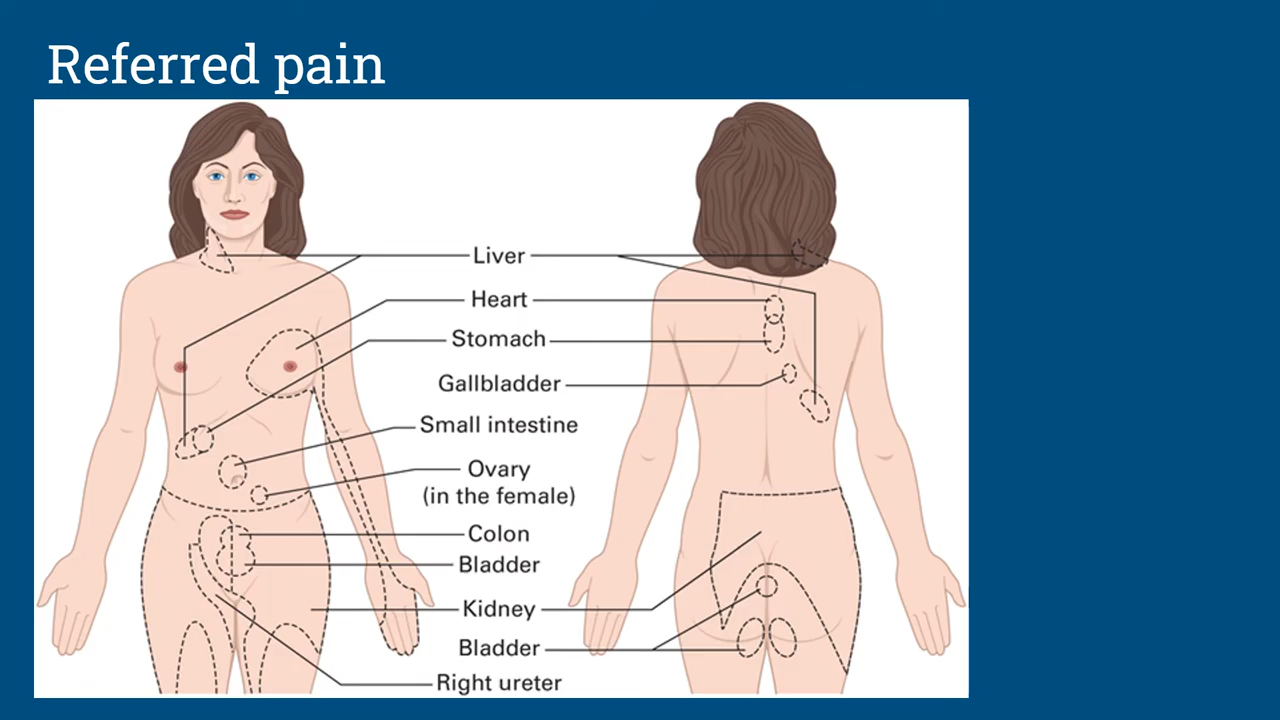 Referred pain
Liver
Heart
Stomach
Gallbladder
Small intestine
Ovary
(in the female)
Colon
Bladder
Kidney
Bladder
Right ureter